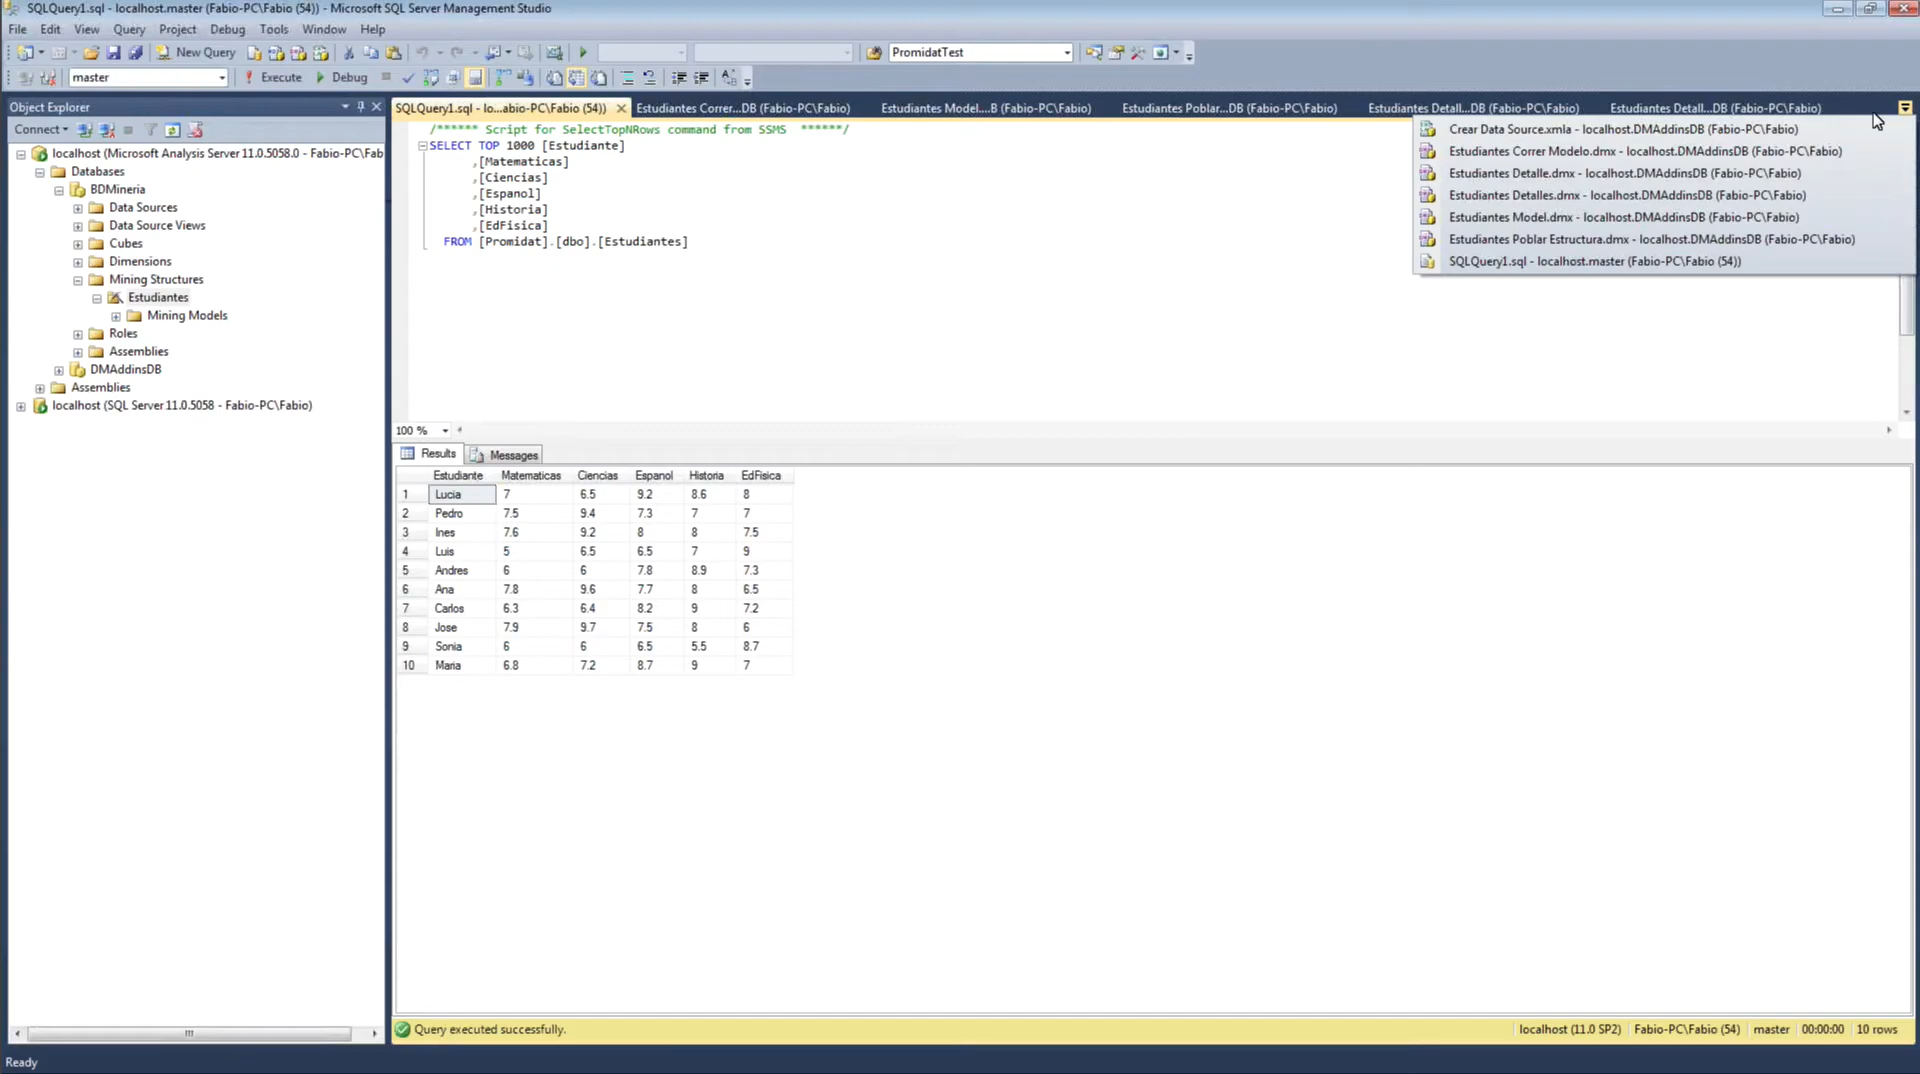 SQLQuery1.sql - localhost.master (Fabio-PC\Fabio (54)) - Microsoft SQL Server Management Studio
File Edit View Query Project Debug Tools Window Help
New Query PromidatTest
master Execute Debug
Object Explorer
Connect
localhost (Microsoft Analysis Server 11.0.5058.0 - Fabio-PC\Fab
Databases
BDMineria
Data Sources
Data Source Views
Cubes
Dimensions
Mining Structures
Estudiantes
Mining Models
Roles
Assemblies
DMAddinsDB
Assemblies
localhost (SQL Server 11.0.5058 - Fabio-PC\Fabio)
SQLQuery1.sql - lo...abio-PC\Fabio (54)) Estudiantes Correr...DB (Fabio-PC\Fabio) Estudiantes Model....B (Fabio-PC\Fabio) Estudiantes Poblar...DB (Fabio-PC\Fabio) Estudiantes Detall...DB (Fabio-PC\Fabio) Estudiantes Detall...DB (Fabio-PC\Fabio)
/****** Script for SelectTopNRows command from SSMS ******/
SELECT TOP 1000 [Estudiante]
,[Matematicas]
,[Ciencias]
,[Espanol]
,[Historia]
,[EdFisica]
FROM [Promidat].[dbo].[Estudiantes]
Crear Data Source.xmla - localhost.DMAddinsDB (Fabio-PC\Fabio)
Estudiantes Correr Modelo.dmx - localhost.DMAddinsDB (Fabio-PC\Fabio)
Estudiantes Detalle.dmx - localhost.DMAddinsDB (Fabio-PC\Fabio)
Estudiantes Detalles.dmx - localhost.DMAddinsDB (Fabio-PC\Fabio)
Estudiantes Model.dmx - localhost.DMAddinsDB (Fabio-PC\Fabio)
Estudiantes Poblar Estructura.dmx - localhost.DMAddinsDB (Fabio-PC\Fabio)
SQLQuery1.sql - localhost.master (Fabio-PC\Fabio (54))
100 %
Results Messages
Estudiante Matematicas Ciencias Espanol Historia EdFisica
1 Lucia 7 6.5 9.2 8.6 8
2 Pedro 7.5 9.4 7.3 7 7
3 Ines 7.6 9.2 8 8 7.5
4 Luis 5 6.5 6.5 7 9
5 Andres 6 6 7.8 8.9 7.3
6 Ana 7.8 9.6 7.7 8 6.5
7 Carlos 6.3 6.4 8.2 9 7.2
8 Jose 7.9 9.7 7.5 8 6
9 Sonia 6 6 6.5 5.5 8.7
10 Maria 6.8 7.2 8.7 9 7
Query executed successfully. localhost (11.0 SP2) Fabio-PC\Fabio (54) master 00:00:00 10 rows
Ready